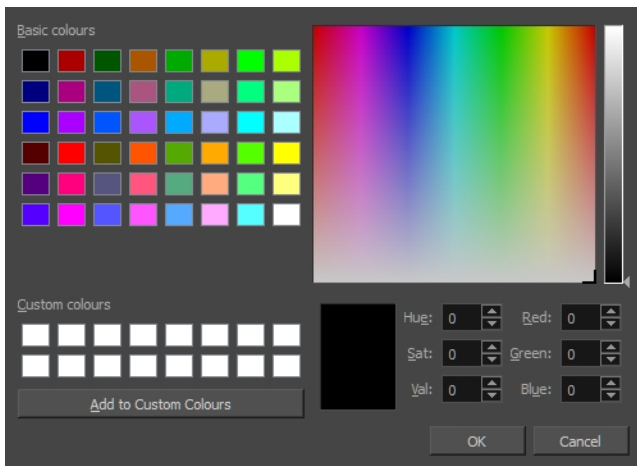 Basic colours
Custom colours
Add to Custom Colours
Hue: 0 Red: 0
Sat: 0 Green: 0
Val: 0 Blue: 0
OK Cancel